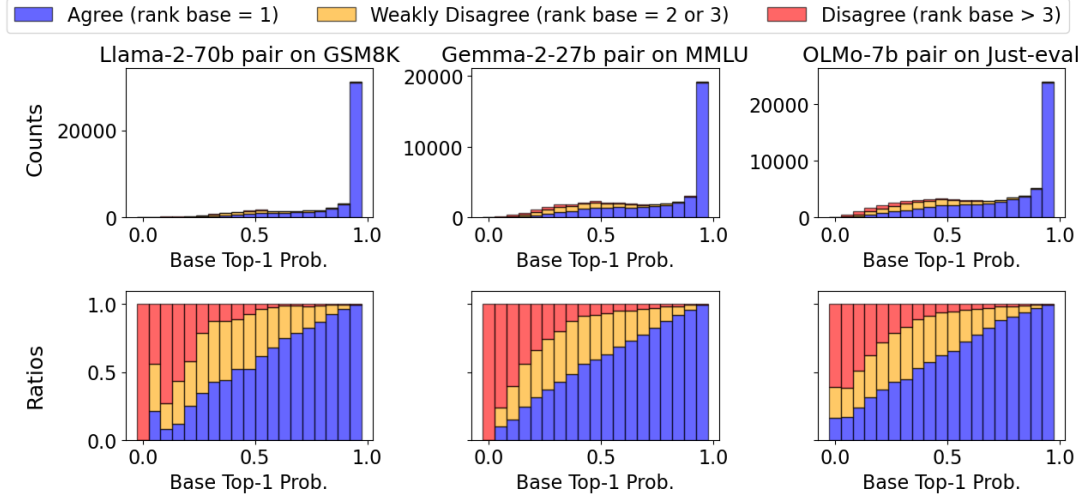 Agree (rank base = 1) Weakly Disagree (rank base = 2 or 3) Disagree (rank base > 3)
Llama-2-70b pair on GSM8K Gemma-2-27b pair on MMLU OLMo-7b pair on Just-eval
Counts
20000
0
0.0 0.5 1.0
Base Top-1 Prob.
20000
10000
0
0.0 0.5 1.0
Base Top-1 Prob.
20000
10000
0
0.0 0.5 1.0
Base Top-1 Prob.
Ratios
1.0
0.5
0.0
0.0 0.5 1.0
Base Top-1 Prob.
0.0 0.5 1.0
Base Top-1 Prob.
0.0 0.5 1.0
Base Top-1 Prob.